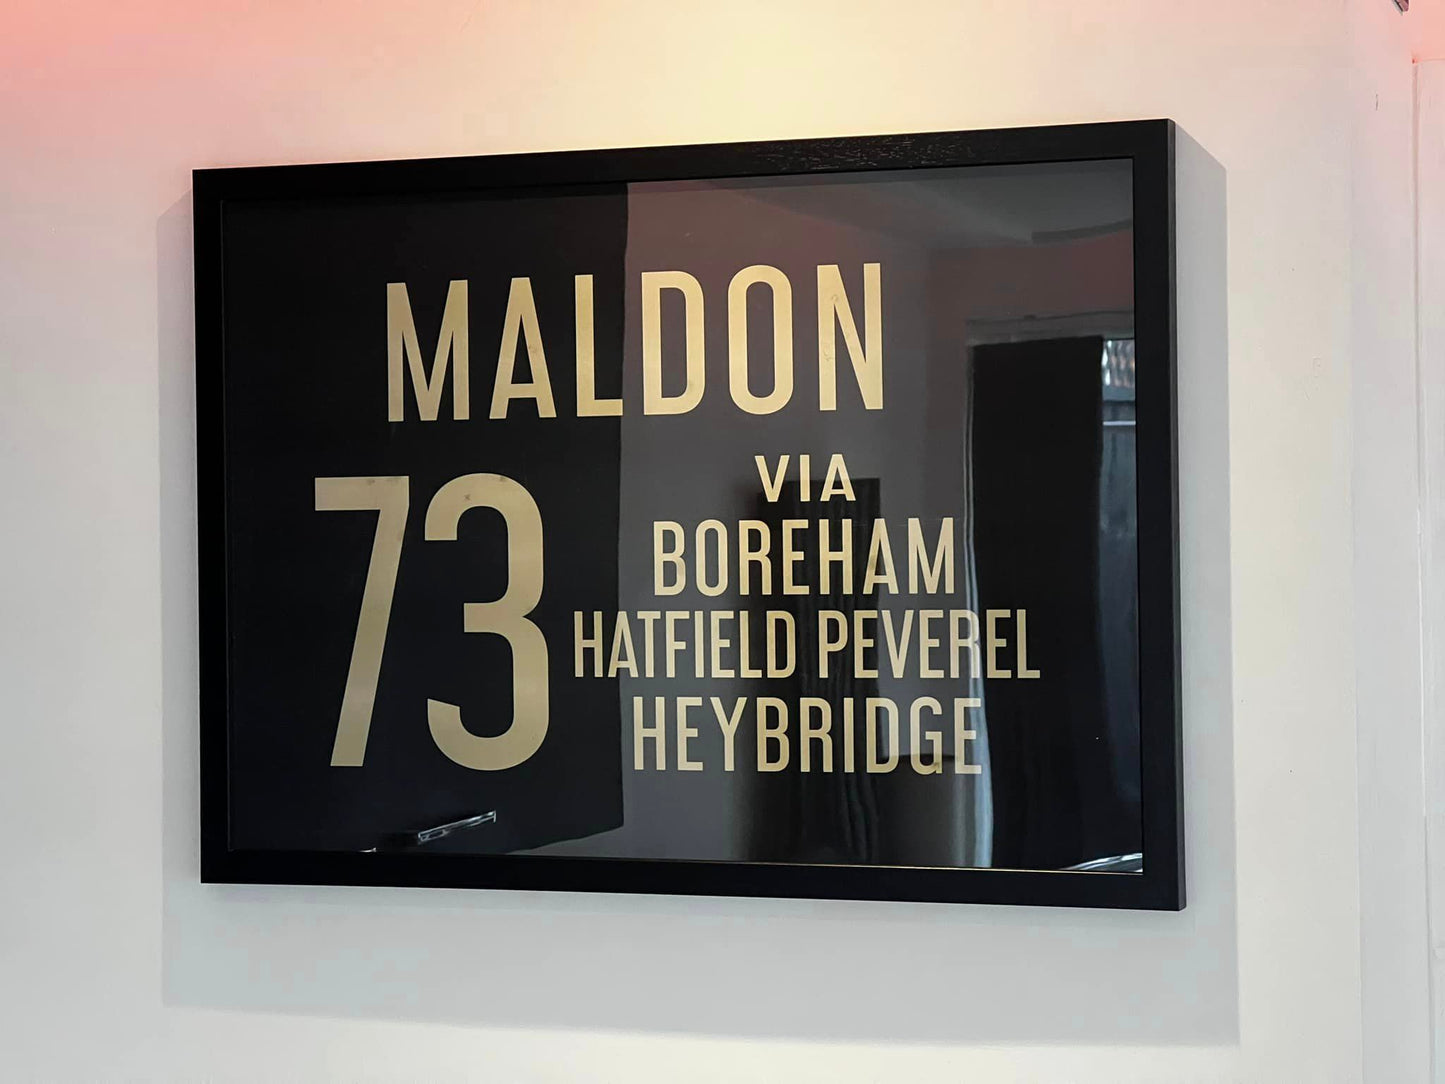 MALDON
73
VIA
BOREHAM
HATFIELD PEVEREL
HEYBRIDGE